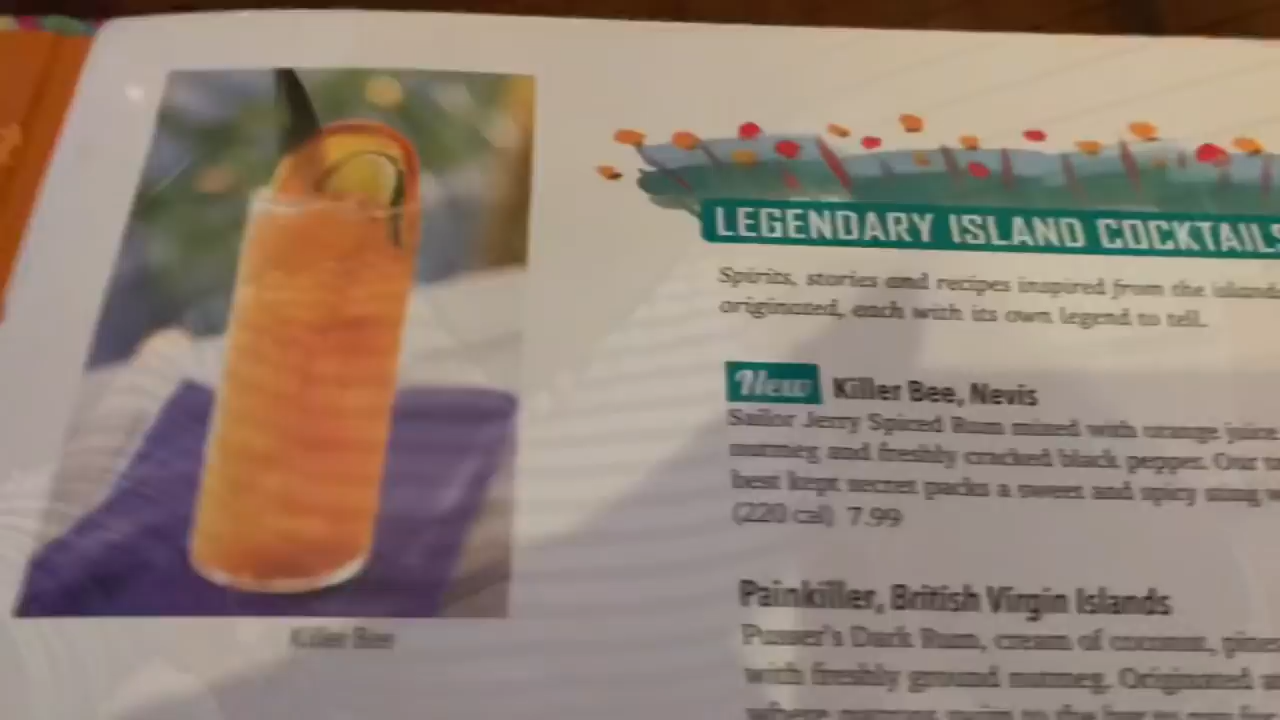 LEGENDARY ISLAND COCKTAILS
Spirits, stories and recipes inspired from the islands
originated, each with its own legend to tell.
New Killer Bee, Nevis
Sailor Jerry Spiced Rum mixed with orange juice
nutmeg and freshly cracked black pepper. Our
best kept secret packs a sweet and spicy sting
(220 cal) 7.99
Killer Bee
Painkiller, British Virgin Islands
Pusser's Dark Rum, cream of coconut,
with freshly ground nutmeg. Originated
where